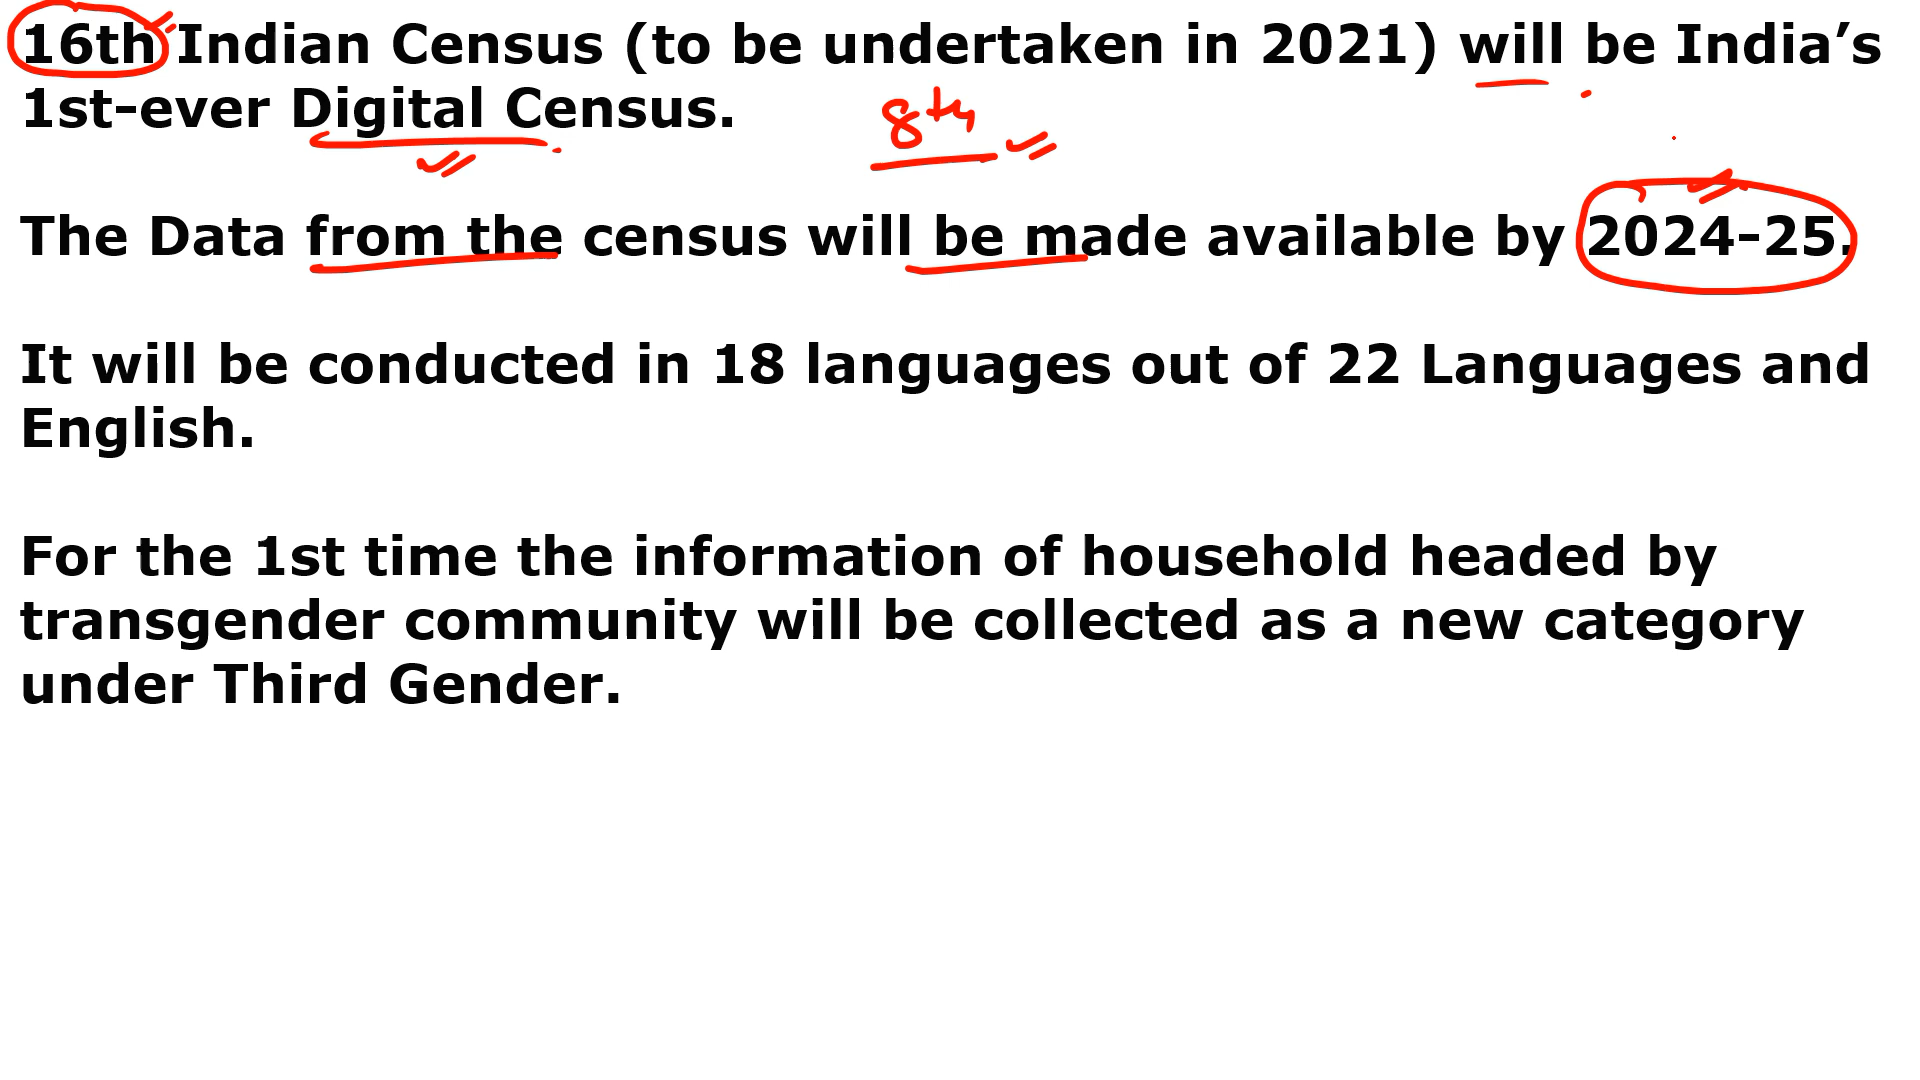 16th Indian Census (to be undertaken in 2021) will be India’s
1st-ever Digital Census.
8th
The Data from the census will be made available by 2024–25.
It will be conducted in 18 languages out of 22 Languages and
English.
For the 1st time the information of household headed by
transgender community will be collected as a new category
under Third Gender.